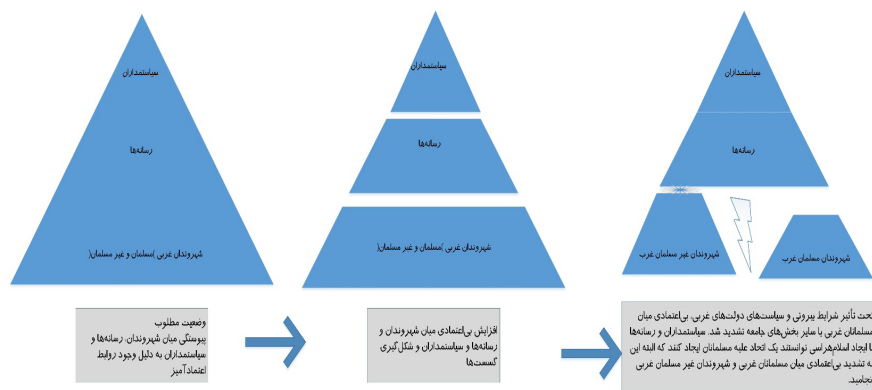 سیاستمداران
رسانه‌ها
شهروندان غربی )مسلمان و غیر مسلمان(
وضعیت مطلوب
پیوستگی میان شهروندان، رسانه‌ها و
سیاستمداران به دلیل وجود روابط
اعتمادآمیز
سیاستمداران
رسانه‌ها
شهروندان غربی )مسلمان و غیر مسلمان(
افزایش بی‌اعتمادی میان شهروندان و
رسانه‌ها و سیاستمداران و شکل‌گیری
گسست‌ها
سیاستمداران
رسانه‌ها
شهروندان غیر مسلمان غرب
شهروندان مسلمان غرب
تحت تأثیر شرایط بیرونی و سیاست‌های دولت‌های غربی، بی‌اعتمادی میان
مسلمانان غربی با سایر بخش‌های جامعه تشدید شد. سیاستمداران و رسانه‌ها
با ایجاد اسلام‌هراسی توانستند یک اتحاد علیه مسلمانان ایجاد کنند که البته این
به تشدید بی‌اعتمادی میان مسلمانان غربی و شهروندان غیر مسلمان غربی
انجامید.